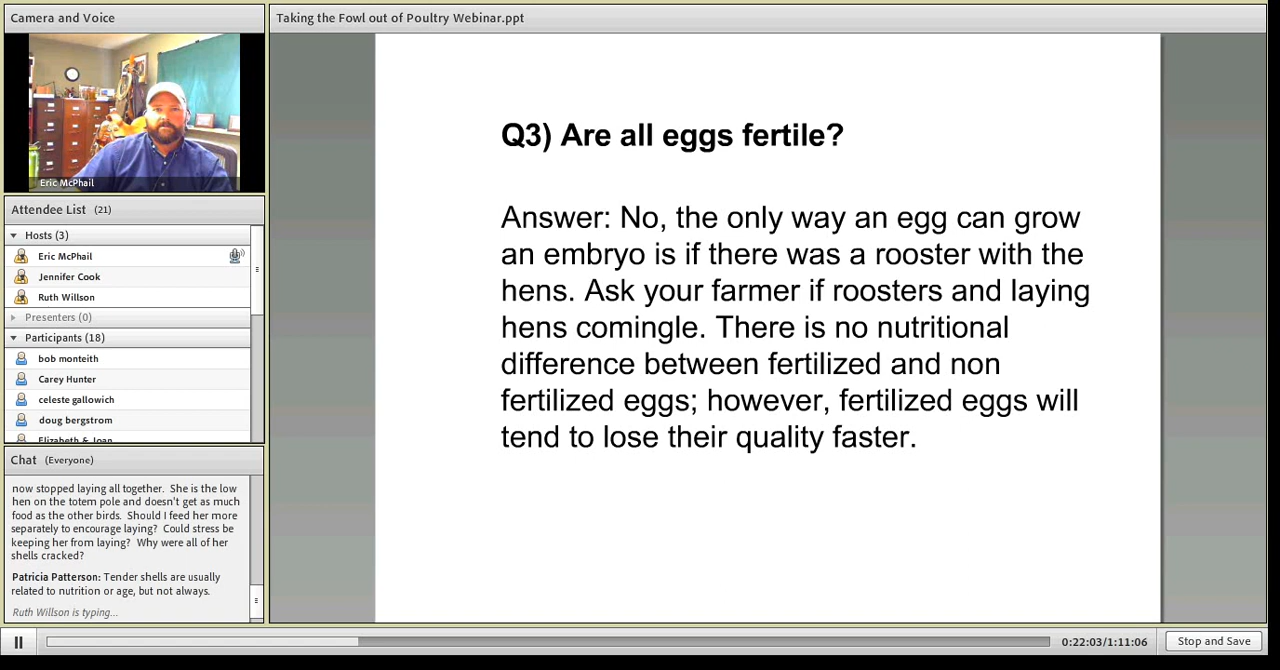 Camera and Voice
Eric McPhail
Attendee List (21)
Hosts (3)
Eric McPhail
Jennifer Cook
Ruth Willson
Presenters (0)
Participants (18)
bob monteith
Carey Hunter
celeste gallowich
doug bergstrom
Elizabeth & Joan
Chat (Everyone)
now stopped laying all together. She is the low
hen on the totem pole and doesn't get as much
food as the other birds. Should I feed her more
separately to encourage laying? Could stress be
keeping her from laying? Why were all of her
shells cracked?
Patricia Patterson: Tender shells are usually
related to nutrition or age, but not always.
Ruth Willson is typing...
Taking the Fowl out of Poultry Webinar.ppt
Q3) Are all eggs fertile?
Answer: No, the only way an egg can grow
an embryo is if there was a rooster with the
hens. Ask your farmer if roosters and laying
hens comingle. There is no nutritional
difference between fertilized and non
fertilized eggs; however, fertilized eggs will
tend to lose their quality faster.
0:22:03/1:11:06
Stop and Save